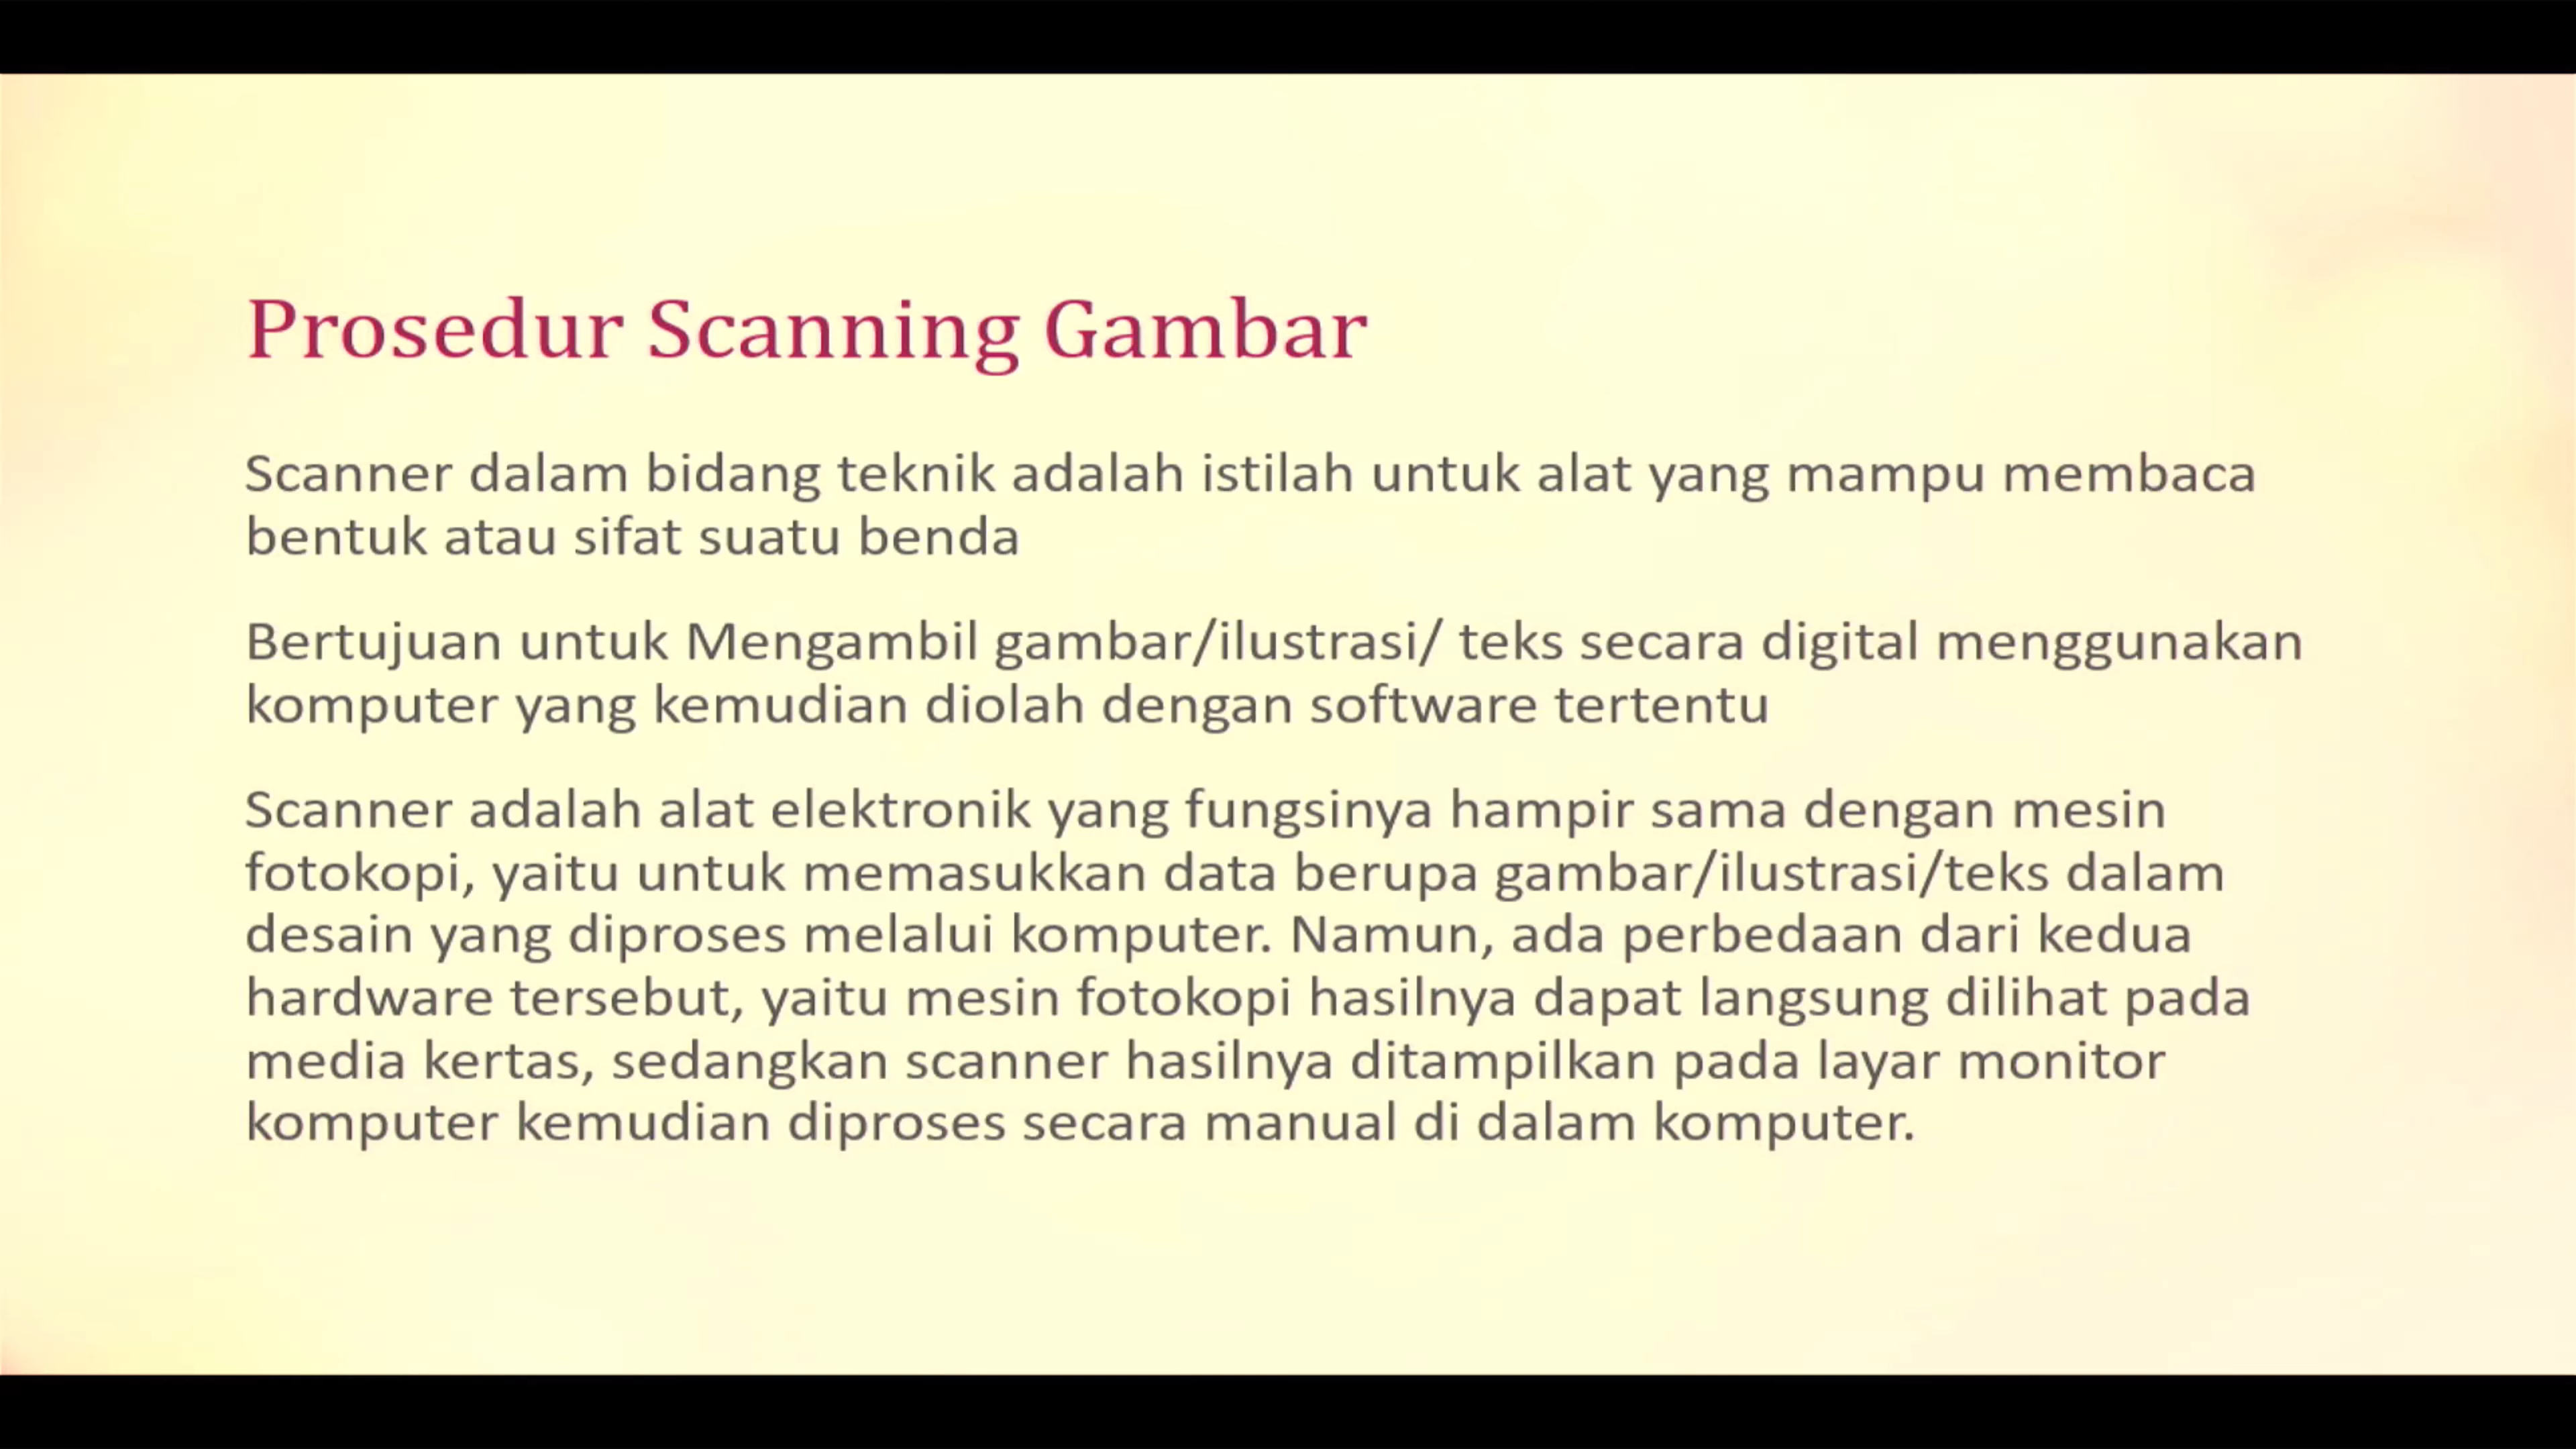 Prosedur Scanning Gambar
Scanner dalam bidang teknik adalah istilah untuk alat yang mampu membaca
bentuk atau sifat suatu benda
Bertujuan untuk Mengambil gambar/ilustrasi/ teks secara digital menggunakan
komputer yang kemudian diolah dengan software tertentu
Scanner adalah alat elektronik yang fungsinya hampir sama dengan mesin
fotokopi, yaitu untuk memasukkan data berupa gambar/ilustrasi/teks dalam
desain yang diproses melalui komputer. Namun, ada perbedaan dari kedua
hardware tersebut, yaitu mesin fotokopi hasilnya dapat langsung dilihat pada
media kertas, sedangkan scanner hasilnya ditampilkan pada layar monitor
komputer kemudian diproses secara manual di dalam komputer.